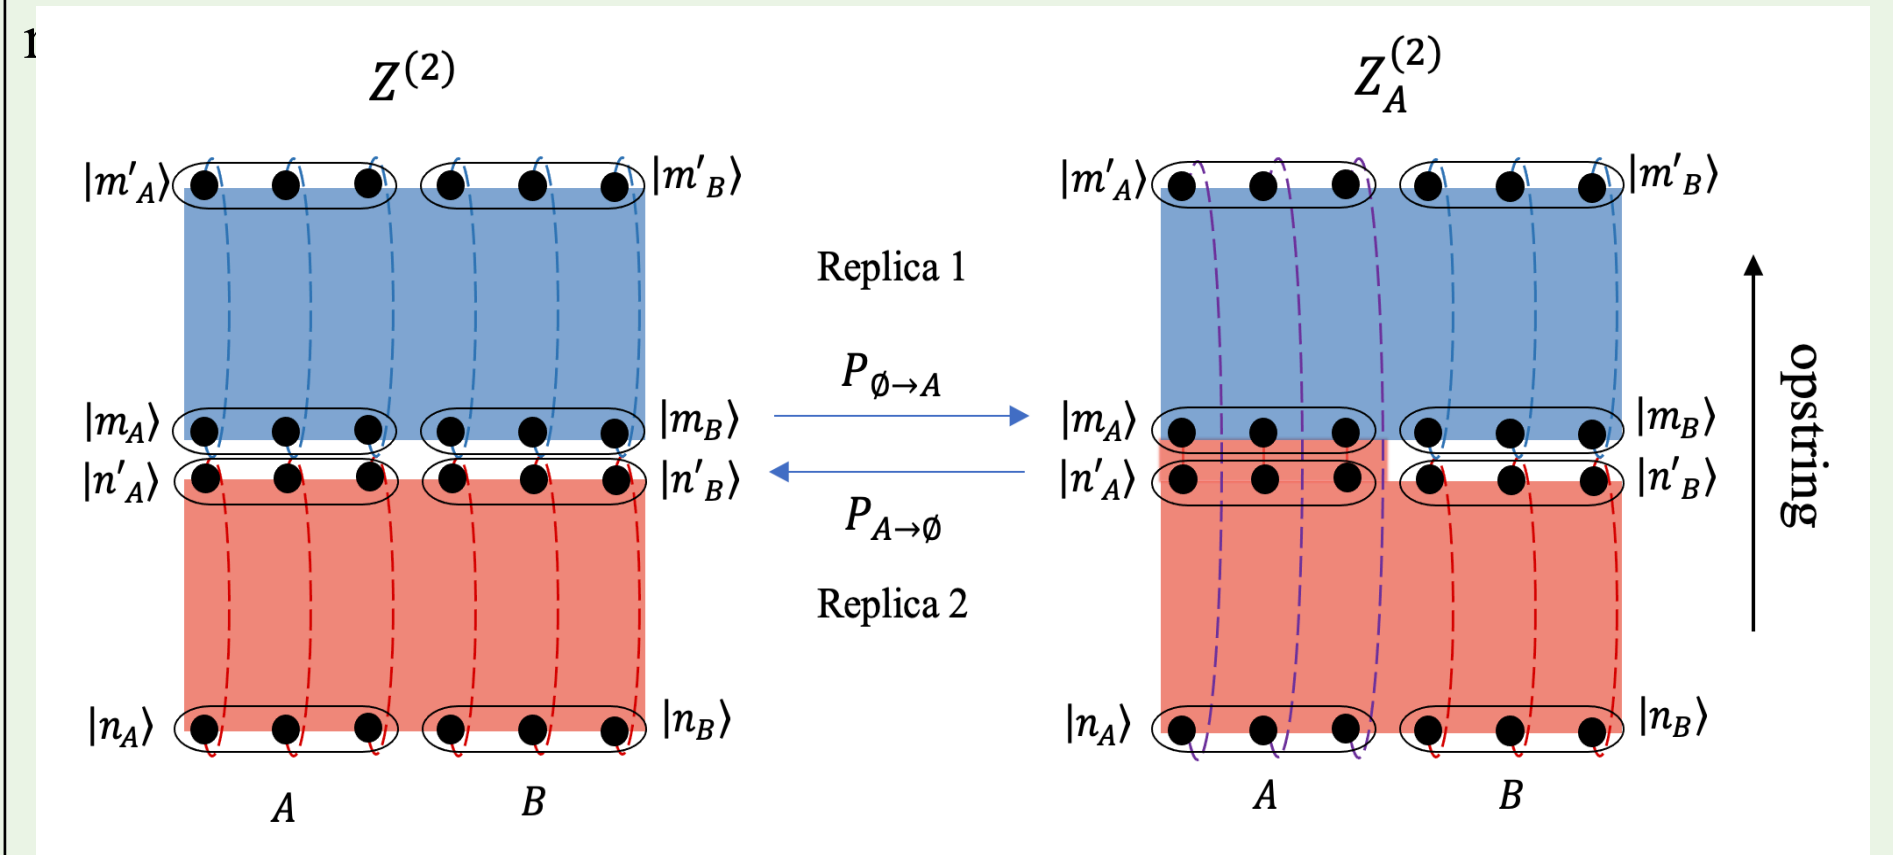 Z^{(2)}
Z_A^{(2)}
|m′_A⟩ |m′_B⟩ |m′_A⟩ |m′_B⟩
Replica 1
P_{∅→A}
|m_A⟩ |m_B⟩ |m_A⟩ |m_B⟩
|n′_A⟩ |n′_B⟩ |n′_A⟩ |n′_B⟩
P_{A→∅}
Replica 2
|n_A⟩ |n_B⟩ |n_A⟩ |n_B⟩
A B A B
opstring